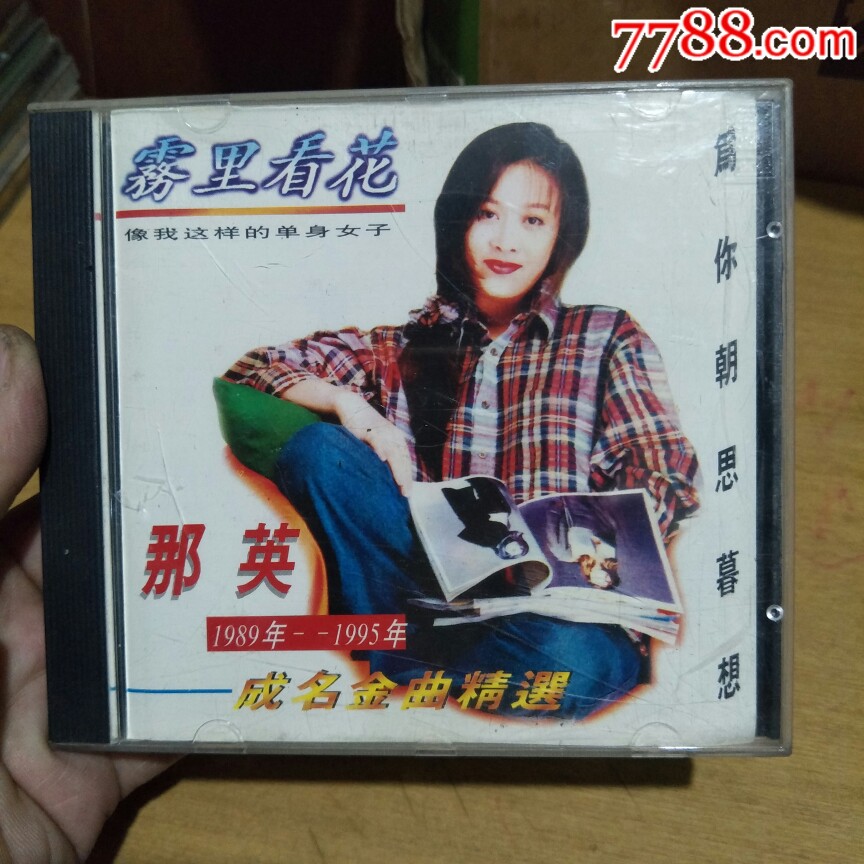 7788.com
霧里看花
像我这样的单身女子
為你朝思暮想
那英
1989年--1995年
成名金曲精選